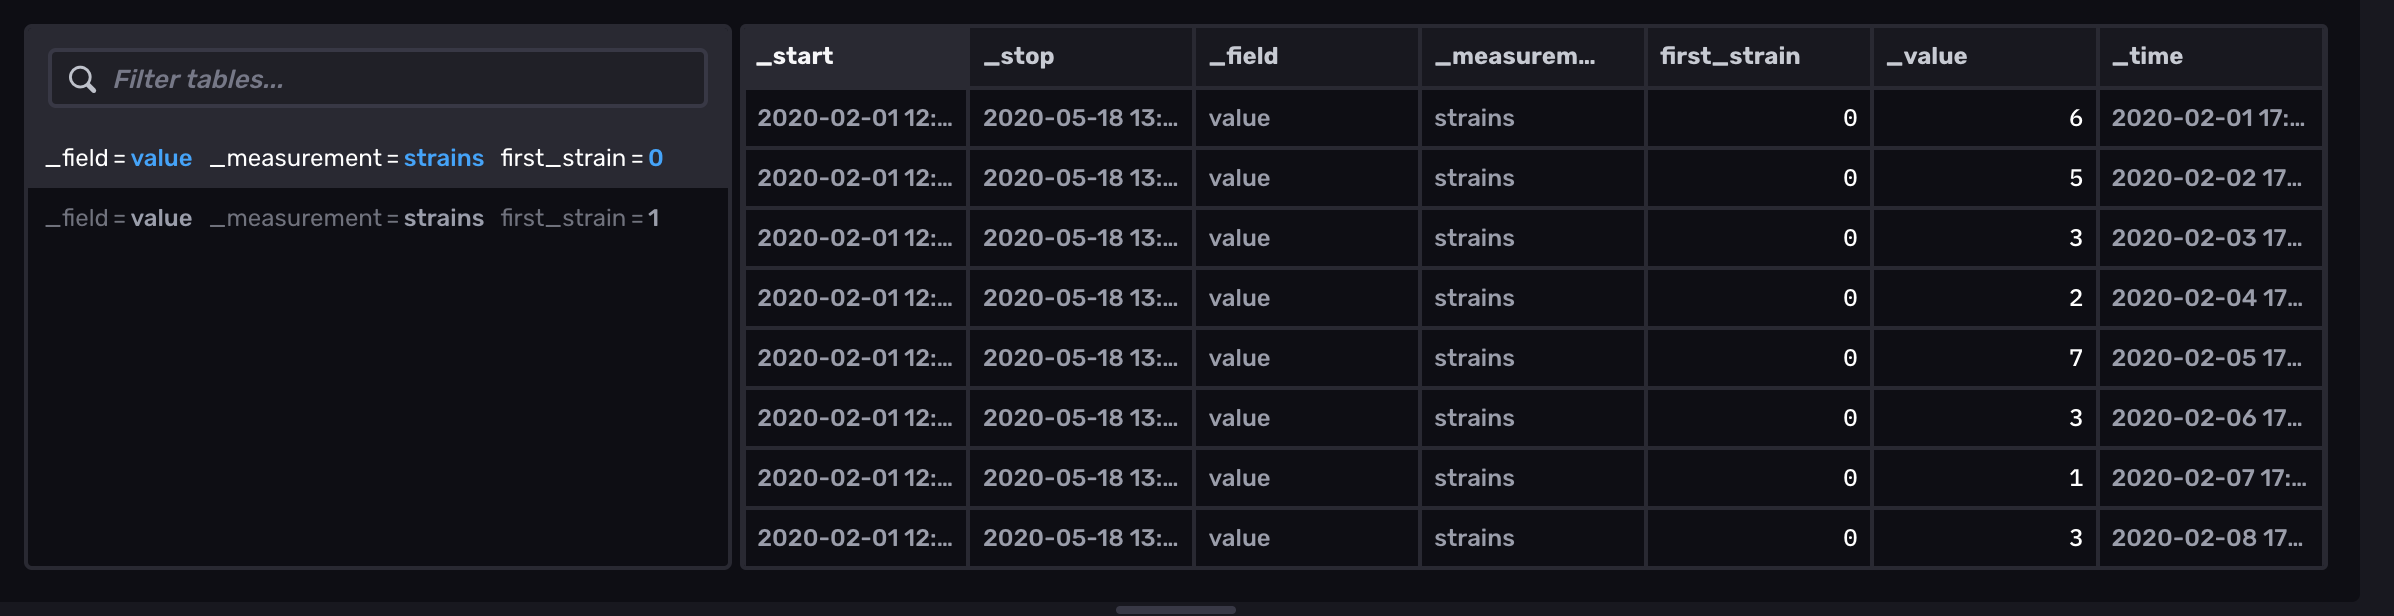 Filter tables...
_field = value _measurement = strains first_strain = 0
_field = value _measurement = strains first_strain = 1
_start _stop _field _measurem... first_strain _value _time
2020-02-01 12:... 2020-05-18 13:... value strains 0 6 2020-02-01 17:...
2020-02-01 12:... 2020-05-18 13:... value strains 0 5 2020-02-02 17...
2020-02-01 12:... 2020-05-18 13:... value strains 0 3 2020-02-03 17...
2020-02-01 12:... 2020-05-18 13:... value strains 0 2 2020-02-04 17...
2020-02-01 12:... 2020-05-18 13:... value strains 0 7 2020-02-05 17...
2020-02-01 12:... 2020-05-18 13:... value strains 0 3 2020-02-06 17...
2020-02-01 12:... 2020-05-18 13:... value strains 0 1 2020-02-07 17:...
2020-02-01 12:... 2020-05-18 13:... value strains 0 3 2020-02-08 17...